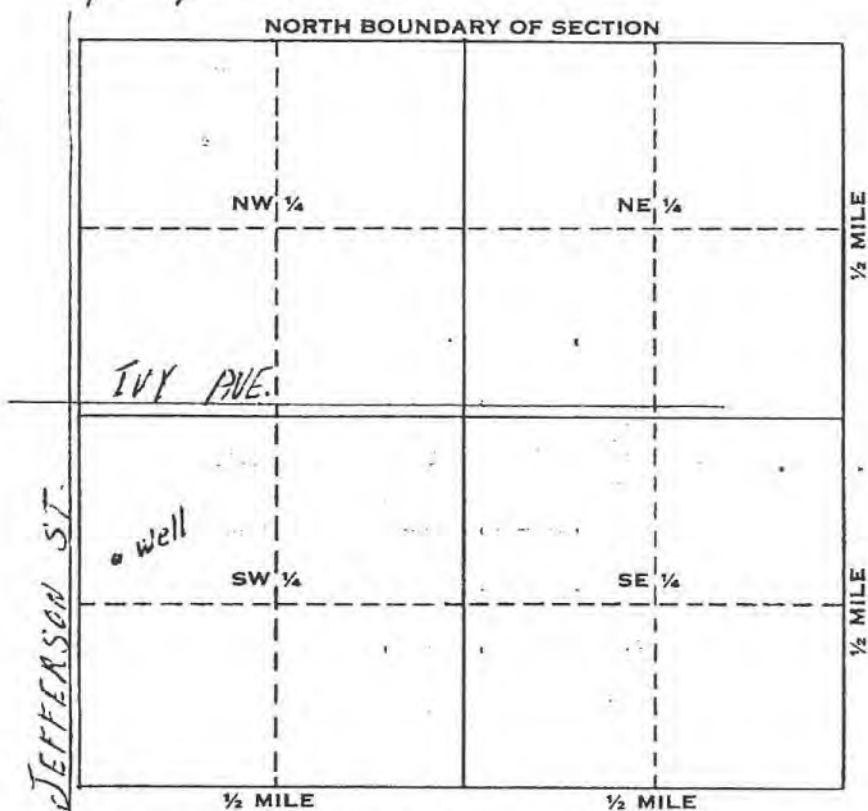 NORTH BOUNDARY OF SECTION
NW ¼
NE ¼
½ MILE
IVY AVE.
JEFFERSON ST.
well
SW ¼
SE ¼
½ MILE
½ MILE
½ MILE